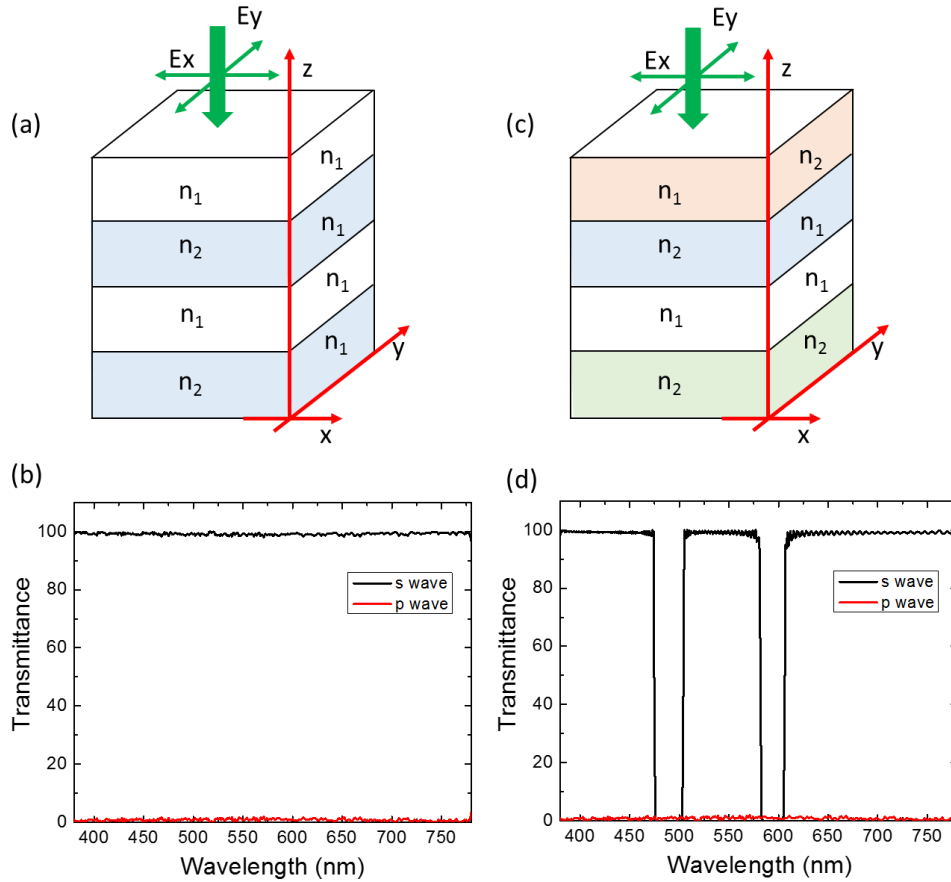 (a)
Ey
Ex
z
n₁
n₁
n₂
n₁
n₁
n₁
n₂
n₁
y
x
(c)
Ey
Ex
z
n₁
n₂
n₂
n₁
n₁
n₁
n₂
n₂
y
x
(b)
Transmittance
100
80
60
40
20
0
s wave
p wave
400 450 500 550 600 650 700 750
Wavelength (nm)
(d)
Transmittance
100
80
60
40
20
0
s wave
p wave
400 450 500 550 600 650 700 750
Wavelength (nm)